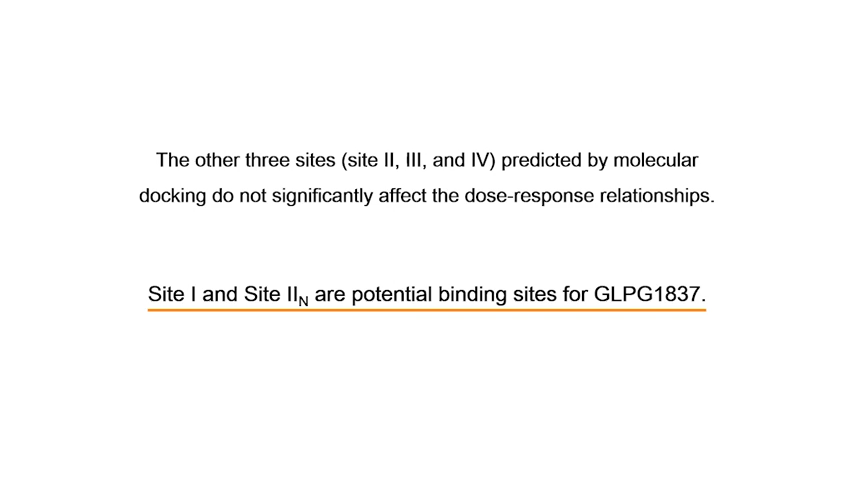 The other three sites (site II, III, and IV) predicted by molecular
docking do not significantly affect the dose-response relationships.
Site I and Site IIN are potential binding sites for GLPG1837.